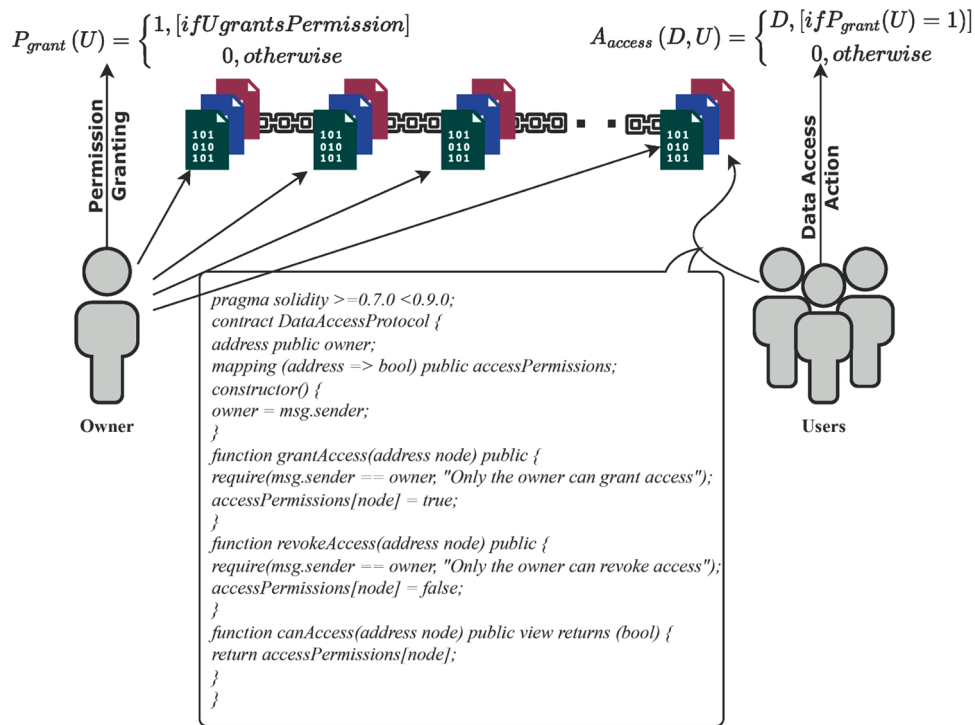 P_grant (U) = {1, [ifUgrantsPermission]
0, otherwise
A_access (D, U) = {D, [ifP_grant(U) = 1)]
0, otherwise
Permission
Granting
101
010
101
101
010
101
101
010
101
101
010
101
Data Access
Action
Owner
Users
pragma solidity >=0.7.0 <0.9.0;
contract DataAccessProtocol {
address public owner;
mapping (address => bool) public accessPermissions;
constructor() {
owner = msg.sender;
}
function grantAccess(address node) public {
require(msg.sender == owner, "Only the owner can grant access");
accessPermissions[node] = true;
}
function revokeAccess(address node) public {
require(msg.sender == owner, "Only the owner can revoke access");
accessPermissions[node] = false;
}
function canAccess(address node) public view returns (bool) {
return accessPermissions[node];
}
}